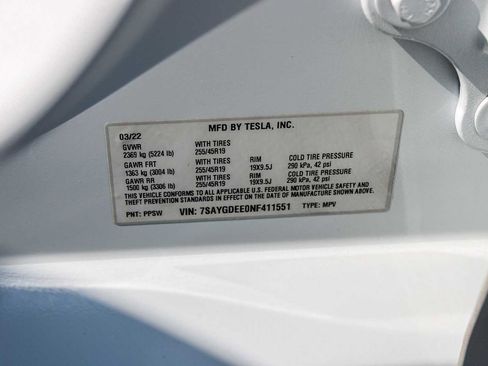 MFD BY TESLA, INC.
03/22
GVWR WITH TIRES
2369 kg (5224 lb) 255/45R19
GAWR FRT WITH TIRES RIM COLD TIRE PRESSURE
1363 kg (3004 lb) 255/45R19 19X9.5J 290 kPa, 42 psi
GAWR RR WITH TIRES RIM COLD TIRE PRESSURE
1500 kg (3306 lb) 255/45R19 19X9.5J 290 kPa, 42 psi
THIS VEHICLE CONFORMS TO ALL APPLICABLE U.S. FEDERAL MOTOR VEHICLE SAFETY AND
THEFT PREVENTION STANDARDS IN EFFECT ON THE DATE OF MANUFACTURE SHOWN ABOVE.
PNT: PPSW VIN: 7SAYGDEE0NF411551 TYPE: MPV